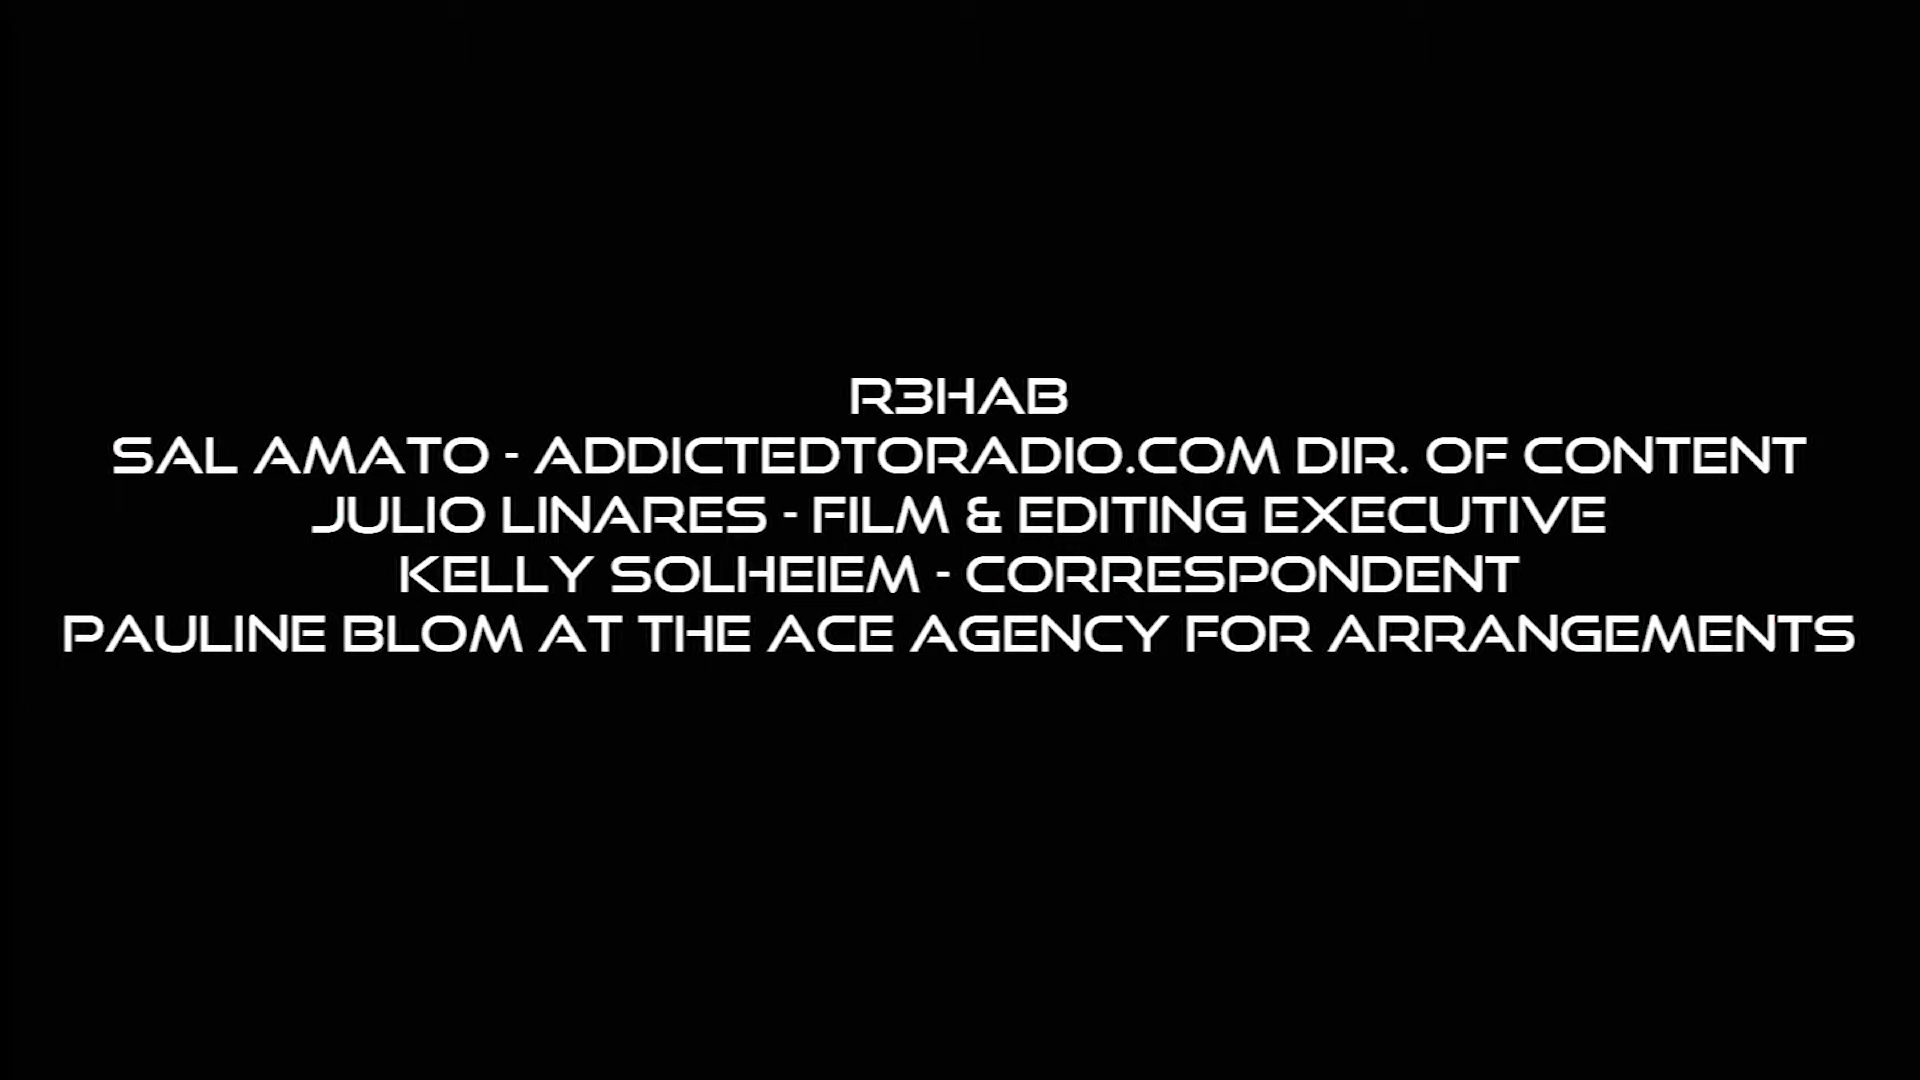 R3HAB
SAL AMATO - ADDICTEDTORADIO.COM DIR. OF CONTENT
JULIO LINARES - FILM & EDITING EXECUTIVE
KELLY SOLHEIEM - CORRESPONDENT
PAULINE BLOM AT THE ACE AGENCY FOR ARRANGEMENTS